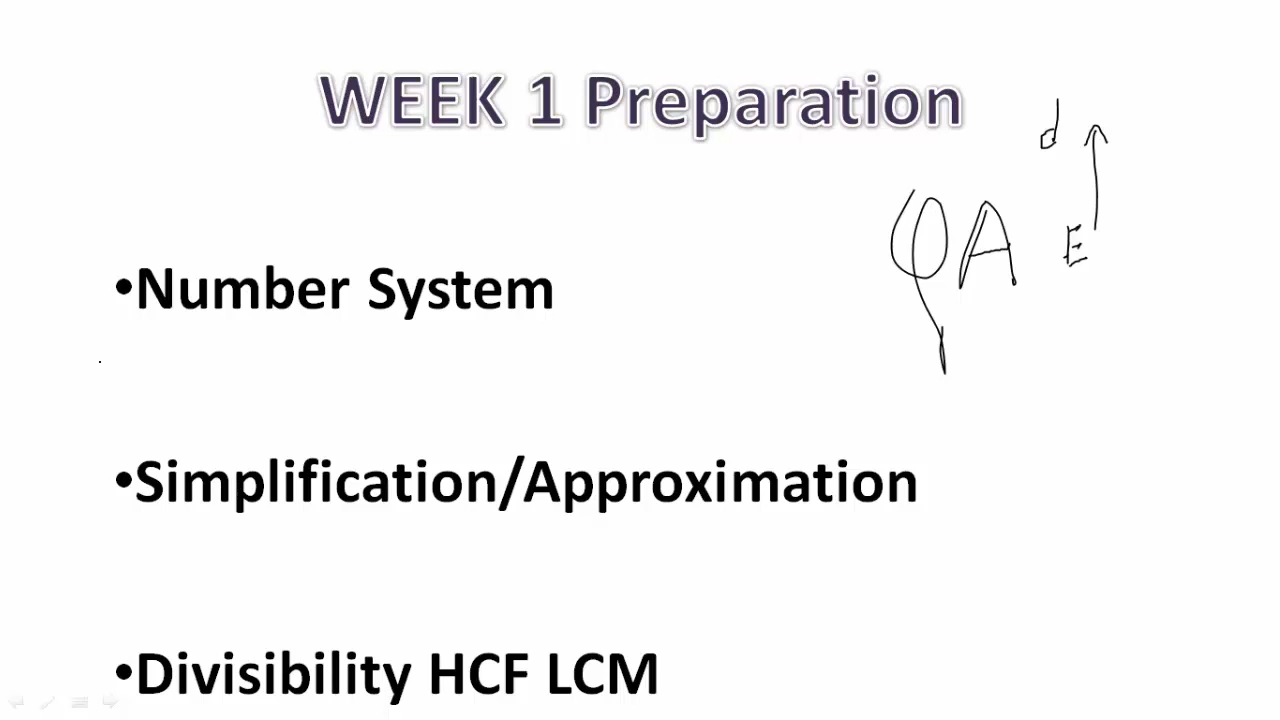 WEEK 1 Preparation
d
QA E
•Number System
•Simplification/Approximation
•Divisibility HCF LCM